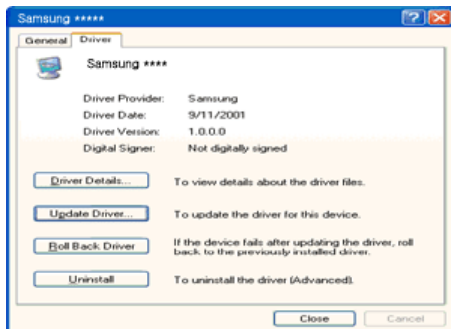 Samsung *****
General Driver
Samsung ****
Driver Provider: Samsung
Driver Date: 9/11/2001
Driver Version: 1.0.0.0
Digital Signer: Not digitally signed
Driver Details... To view details about the driver files.
Update Driver... To update the driver for this device.
Roll Back Driver If the device fails after updating the driver, roll
back to the previously installed driver.
Uninstall To uninstall the driver (Advanced).
Close Cancel